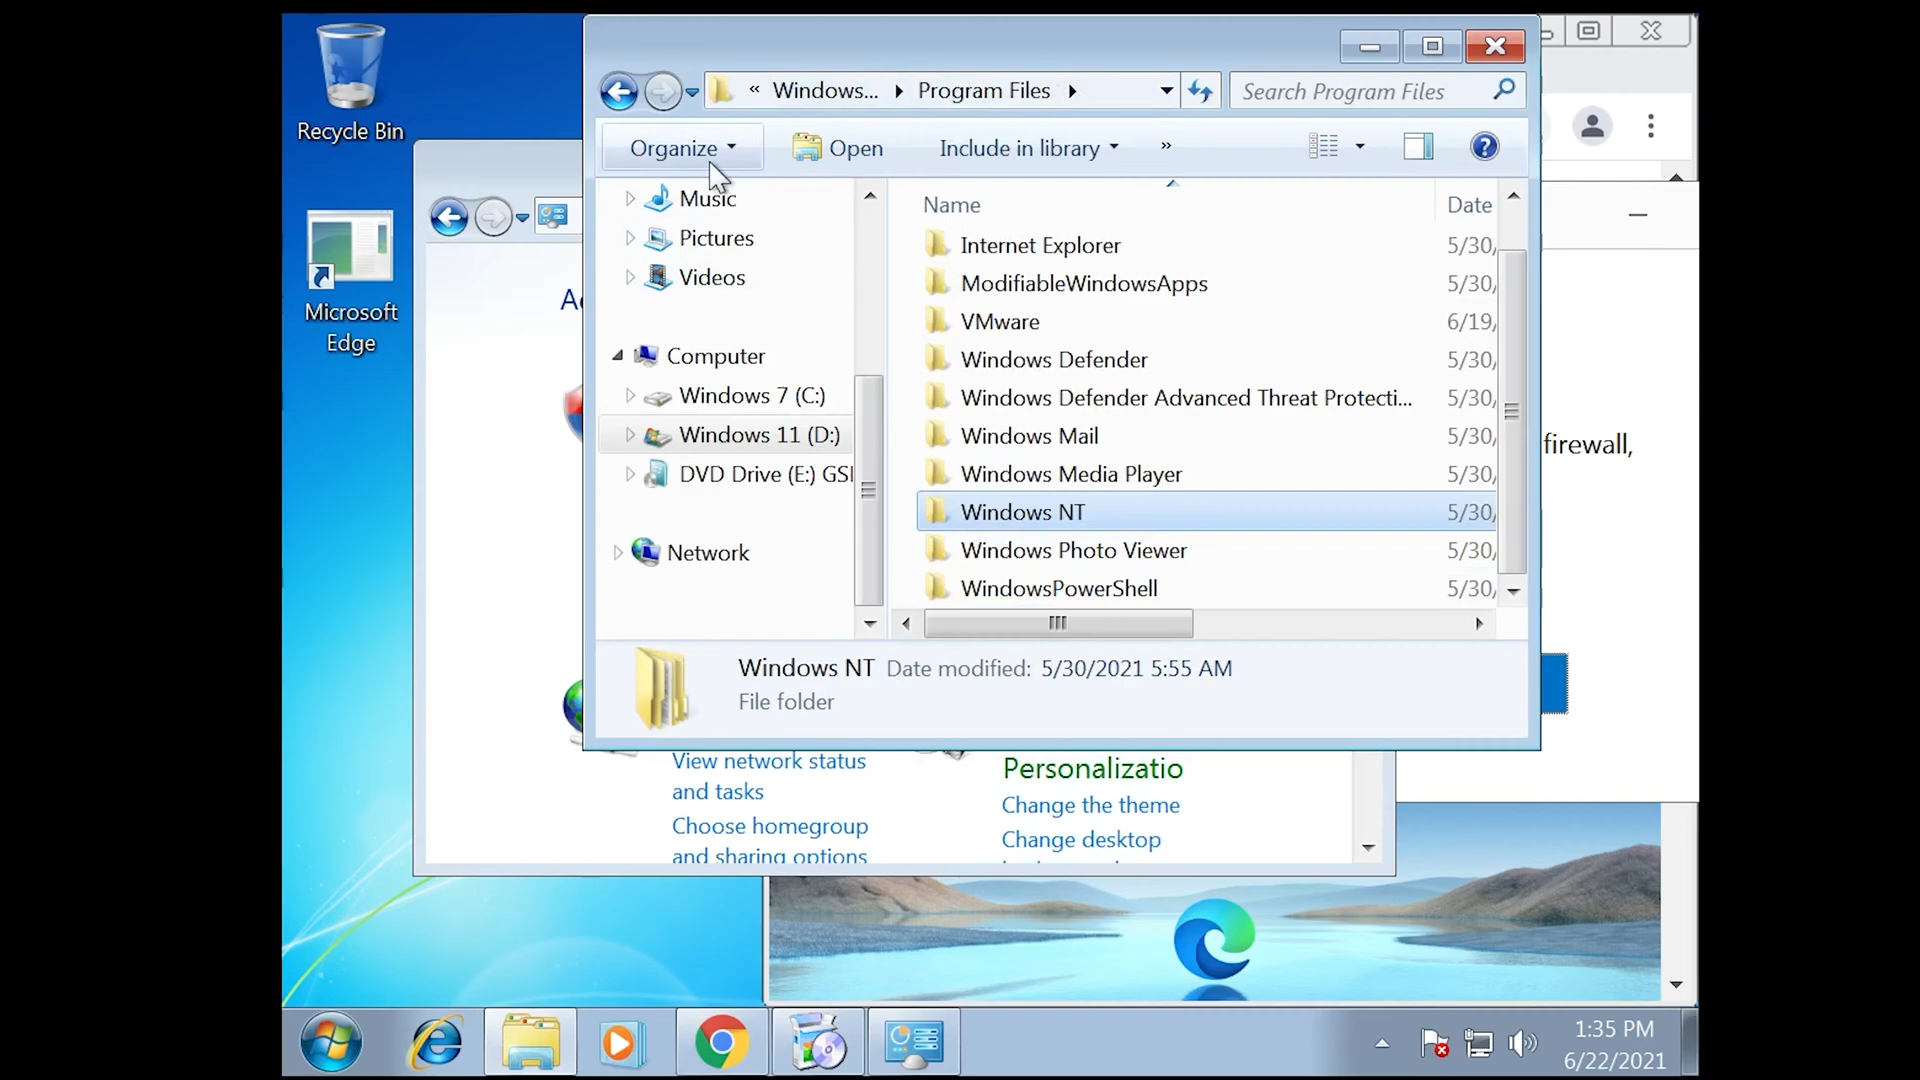 Recycle Bin
Microsoft
Edge
« Windows... Program Files
Search Program Files
Organize
Open
Include in library
»
Music
Pictures
Videos
Computer
Windows 7 (C:)
Windows 11 (D:)
DVD Drive (E:) GSI
Network
Name
Date
Internet Explorer
5/30/
ModifiableWindowsApps
5/30/
VMware
6/19/
Windows Defender
5/30/
Windows Defender Advanced Threat Protecti...
5/30/
Windows Mail
5/30/
Windows Media Player
5/30/
Windows NT
5/30/
Windows Photo Viewer
5/30/
WindowsPowerShell
5/30/
Windows NT Date modified: 5/30/2021 5:55 AM
File folder
firewall,
View network status
and tasks
Choose homegroup
and sharing options
Personalizatio
Change the theme
Change desktop
1:35 PM
6/22/2021